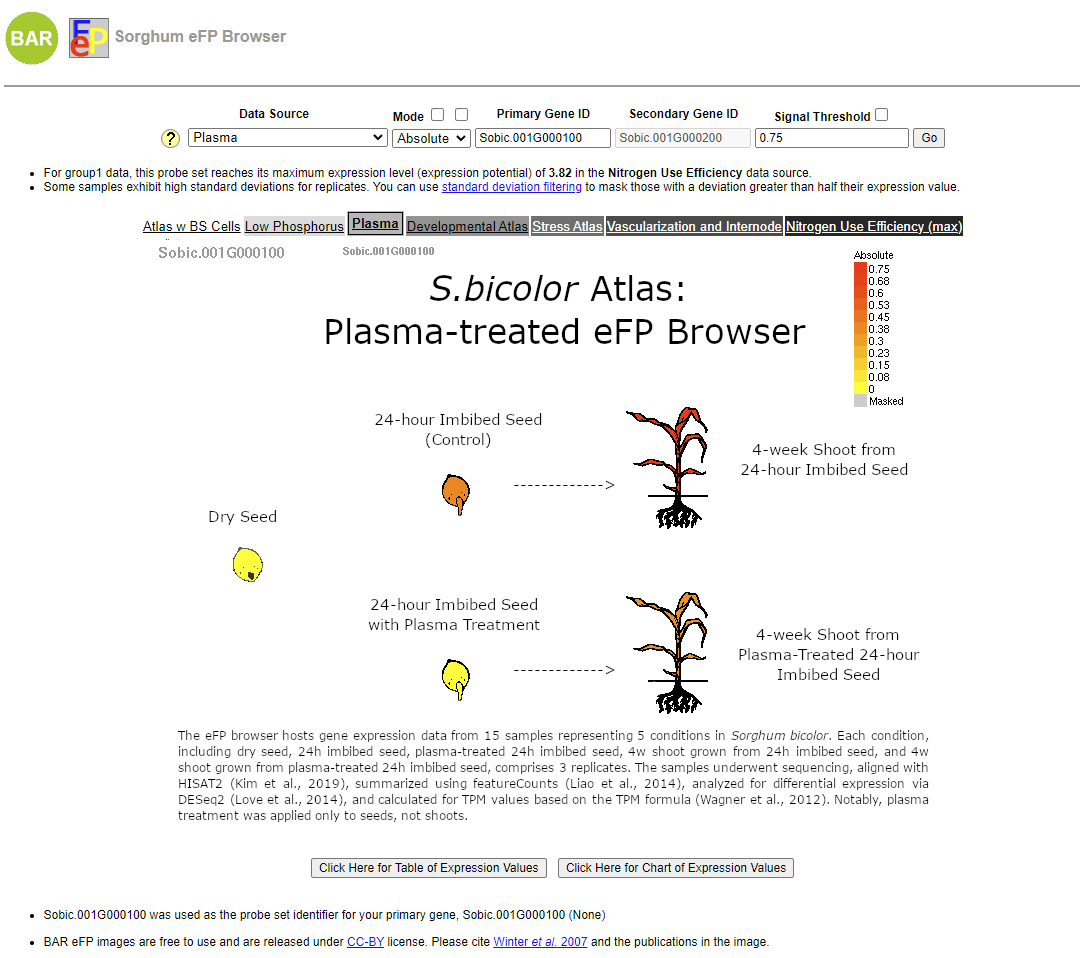 BAR eFP Sorghum eFP Browser
Data Source Mode Primary Gene ID Secondary Gene ID Signal Threshold
? Plasma Absolute Sobic.001G000100 Sobic.001G000200 0.75 Go
For group1 data, this probe set reaches its maximum expression level (expression potential) of 3.82 in the Nitrogen Use Efficiency data source.
Some samples exhibit high standard deviations for replicates. You can use standard deviation filtering to mask those with a deviation greater than half their expression value.
Atlas w BS Cells Low Phosphorus Plasma Developmental Atlas Stress Atlas Vascularization and Internode Nitrogen Use Efficiency (max)
Sobic.001G000100 Sobic.001G000100
S.bicolor Atlas:
Plasma-treated eFP Browser
Absolute
0.75
0.68
0.6
0.53
0.45
0.38
0.3
0.23
0.15
0.08
0
Masked
24-hour Imbibed Seed
(Control)
------------>
4-week Shoot from
24-hour Imbibed Seed
Dry Seed
24-hour Imbibed Seed
with Plasma Treatment
------------>
4-week Shoot from
Plasma-Treated 24-hour
Imbibed Seed
The eFP browser hosts gene expression data from 15 samples representing 5 conditions in Sorghum bicolor. Each condition,
including dry seed, 24h imbibed seed, plasma-treated 24h imbibed seed, 4w shoot grown from 24h imbibed seed, and 4w
shoot grown from plasma-treated 24h imbibed seed, comprises 3 replicates. The samples underwent sequencing, aligned with
HISAT2 (Kim et al., 2019), summarized using featureCounts (Liao et al., 2014), analyzed for differential expression via
DESeq2 (Love et al., 2014), and calculated for TPM values based on the TPM formula (Wagner et al., 2012). Notably, plasma
treatment was applied only to seeds, not shoots.
Click Here for Table of Expression Values Click Here for Chart of Expression Values
Sobic.001G000100 was used as the probe set identifier for your primary gene, Sobic.001G000100 (None)
BAR eFP images are free to use and are released under CC-BY license. Please cite Winter et al. 2007 and the publications in the image.